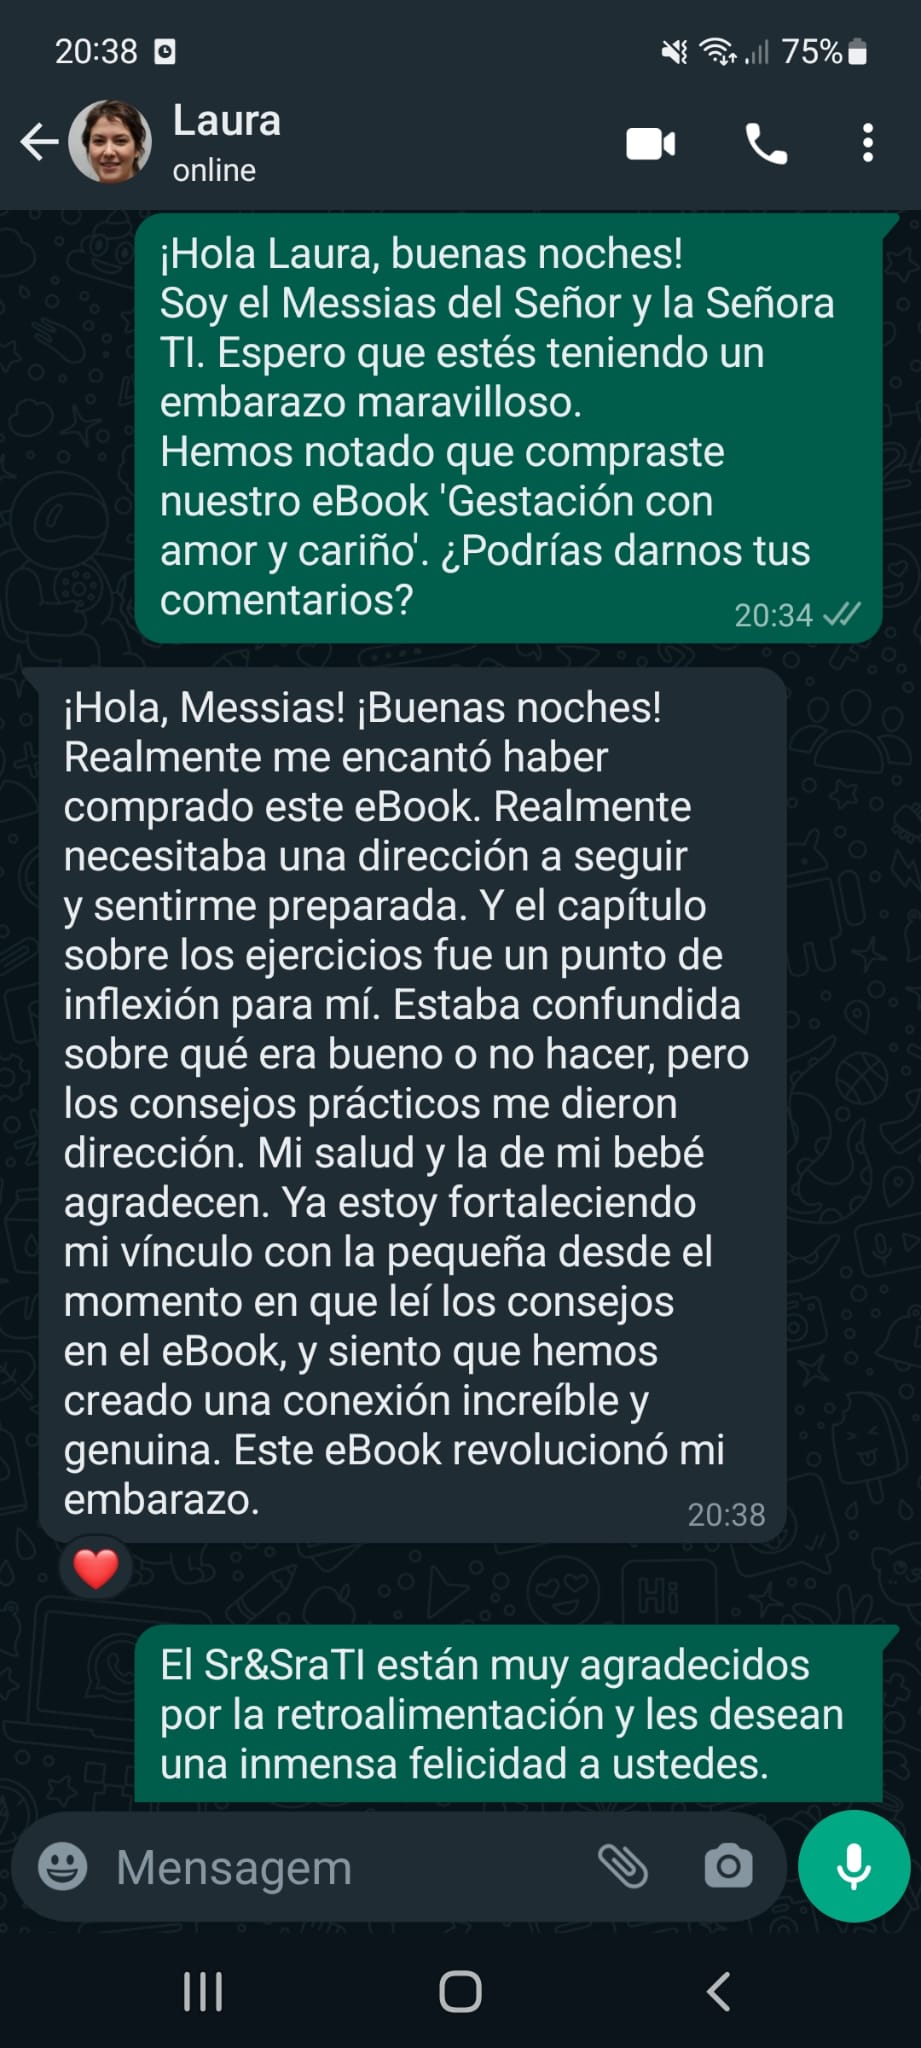 20:38
75%
Laura
online
¡Hola Laura, buenas noches!
Soy el Messias del Señor y la Señora
TI. Espero que estés teniendo un
embarazo maravilloso.
Hemos notado que compraste
nuestro eBook 'Gestación con
amor y cariño'. ¿Podrías darnos tus
comentarios?
20:34
¡Hola, Messias! ¡Buenas noches!
Realmente me encantó haber
comprado este eBook. Realmente
necesitaba una dirección a seguir
y sentirme preparada. Y el capítulo
sobre los ejercicios fue un punto de
inflexión para mí. Estaba confundida
sobre qué era bueno o no hacer, pero
los consejos prácticos me dieron
dirección. Mi salud y la de mi bebé
agradecen. Ya estoy fortaleciendo
mi vínculo con la pequeña desde el
momento en que leí los consejos
en el eBook, y siento que hemos
creado una conexión increíble y
genuina. Este eBook revolucionó mi
embarazo.
20:38
Hi
El Sr&SraTI están muy agradecidos
por la retroalimentación y les desean
una inmensa felicidad a ustedes.
Mensagem